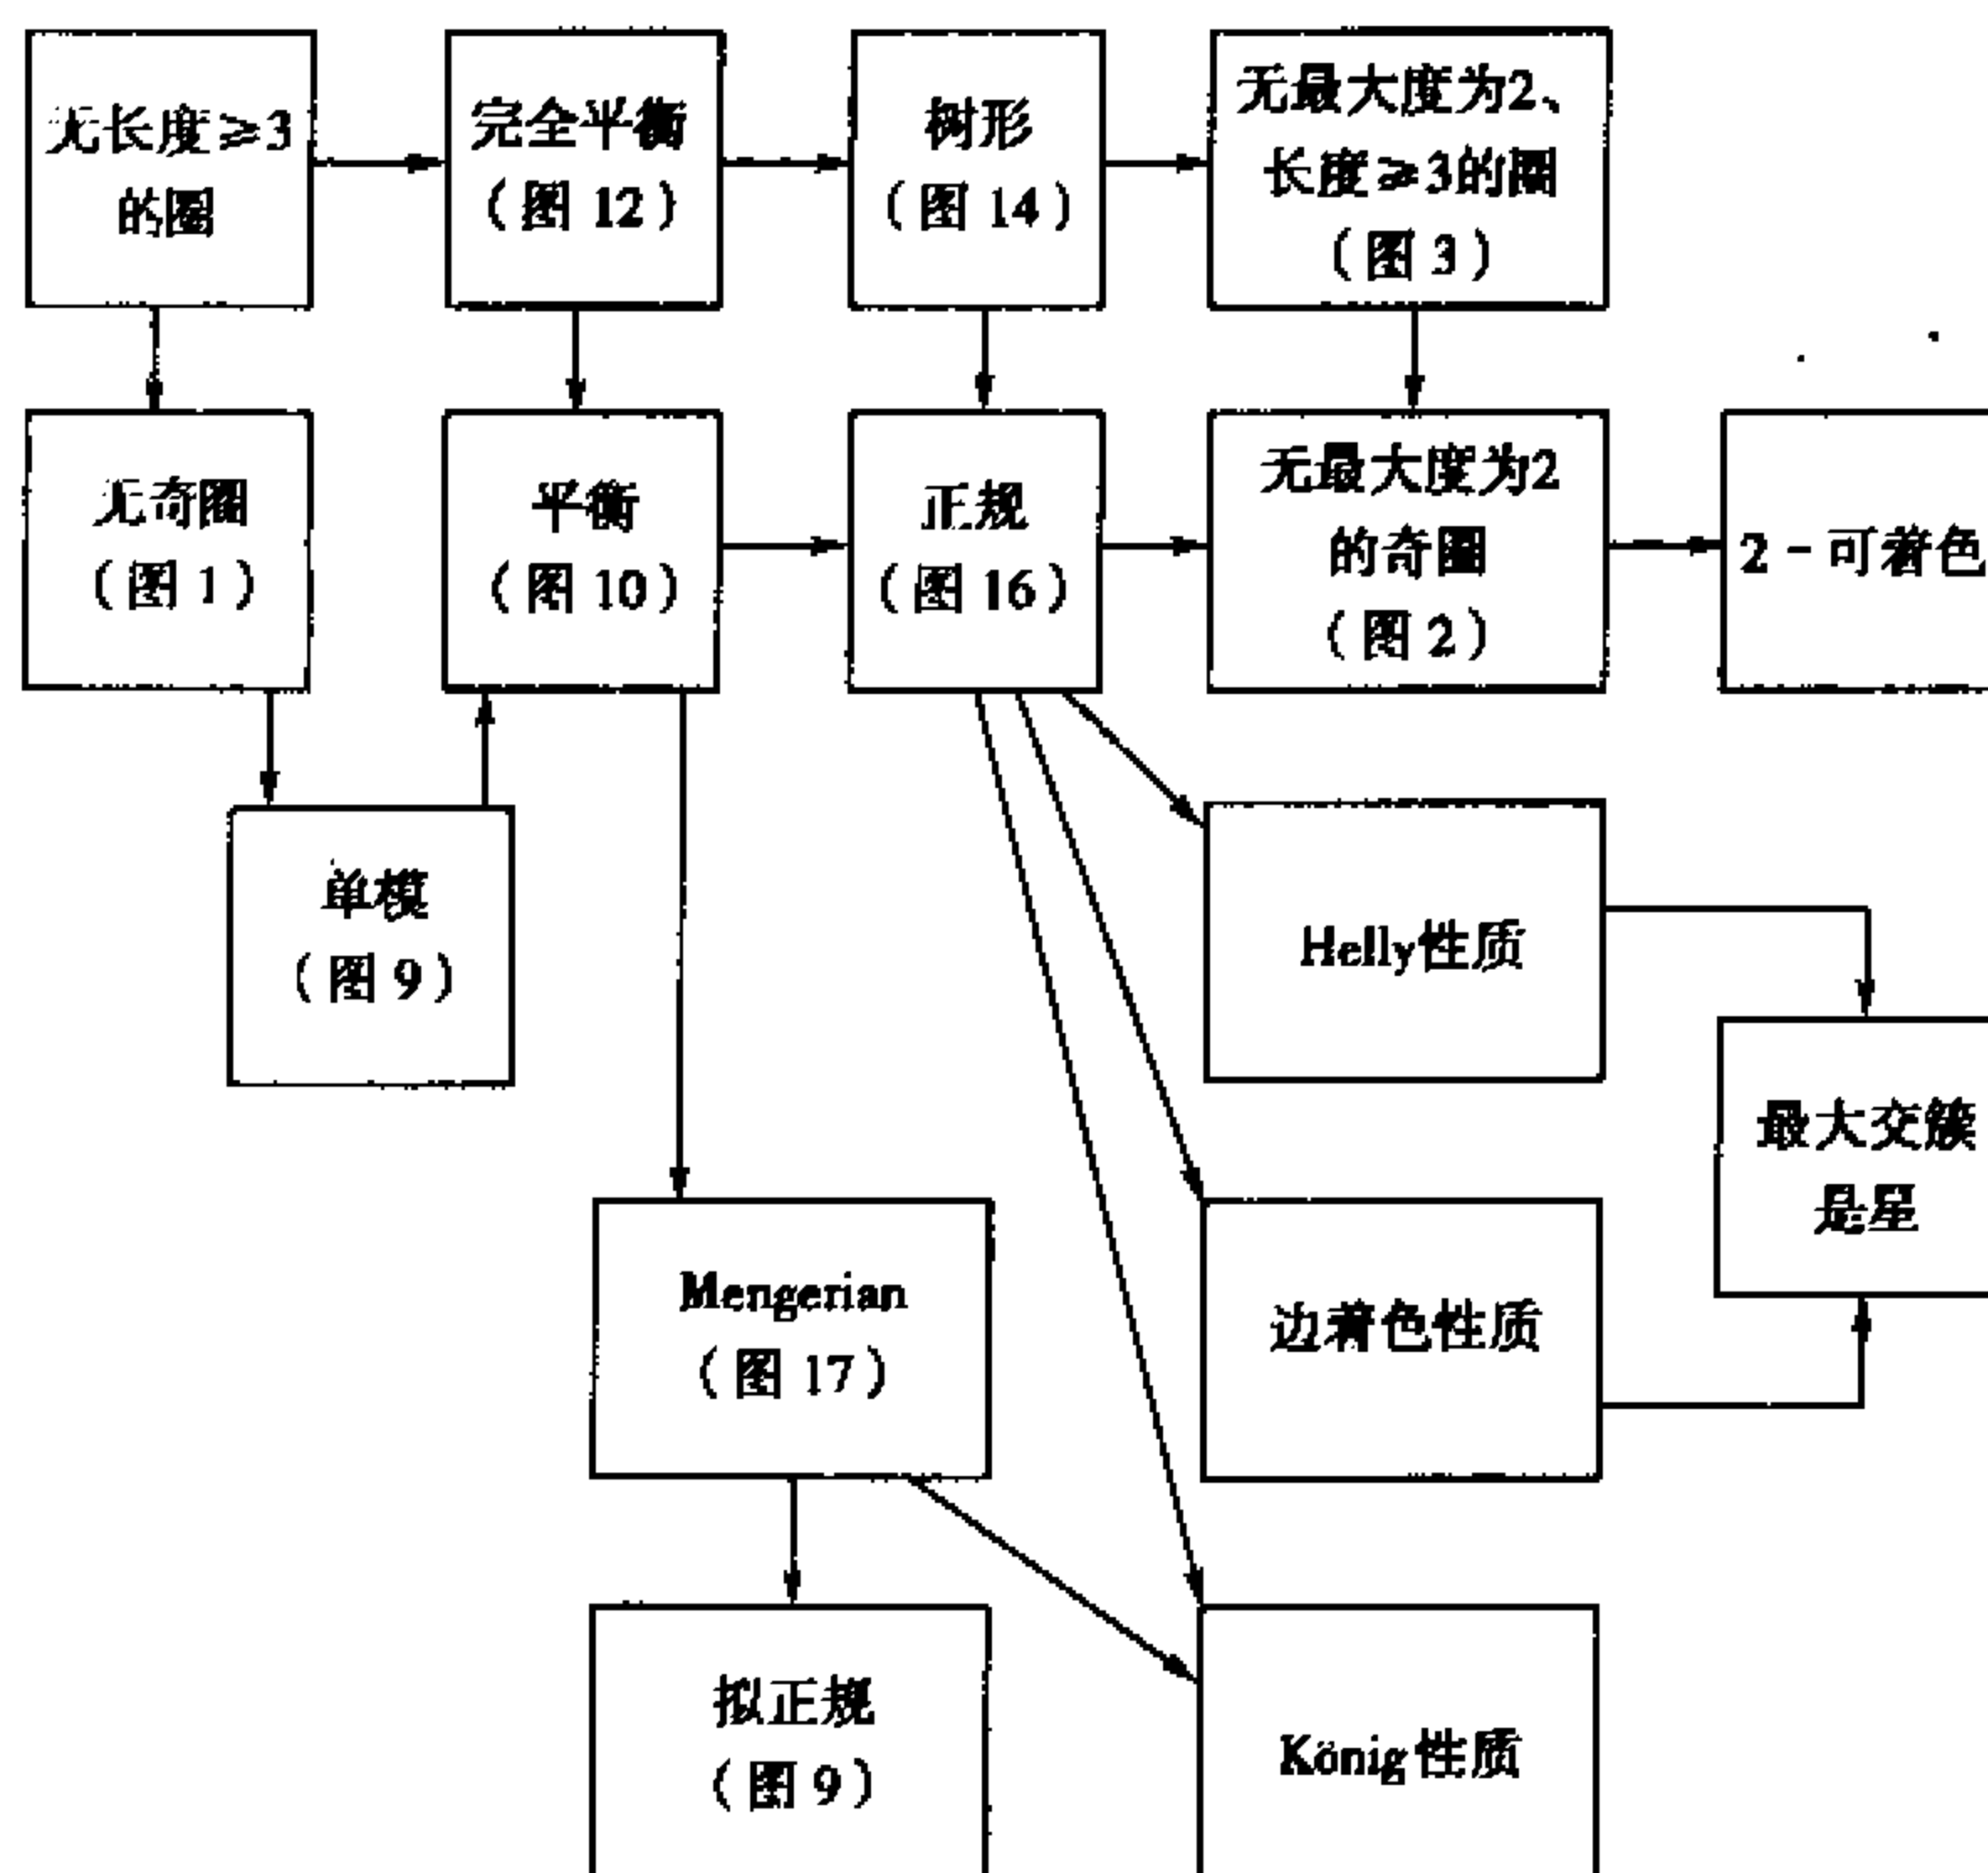 无长度≥3
的圈
完全平衡
（图 12）
树形
（图 14）
无最大度为2、
长度≥3的圈
（图 3）
无奇圈
（图 1）
平衡
（图 10）
正规
（图 16）
无最大度为2
的奇圈
（图 2）
2-可着色
单模
（图 9）
Helly性质
最大交簇
是星
Mengerian
（图 17）
边着色性质
拟正规
（图 9）
König性质